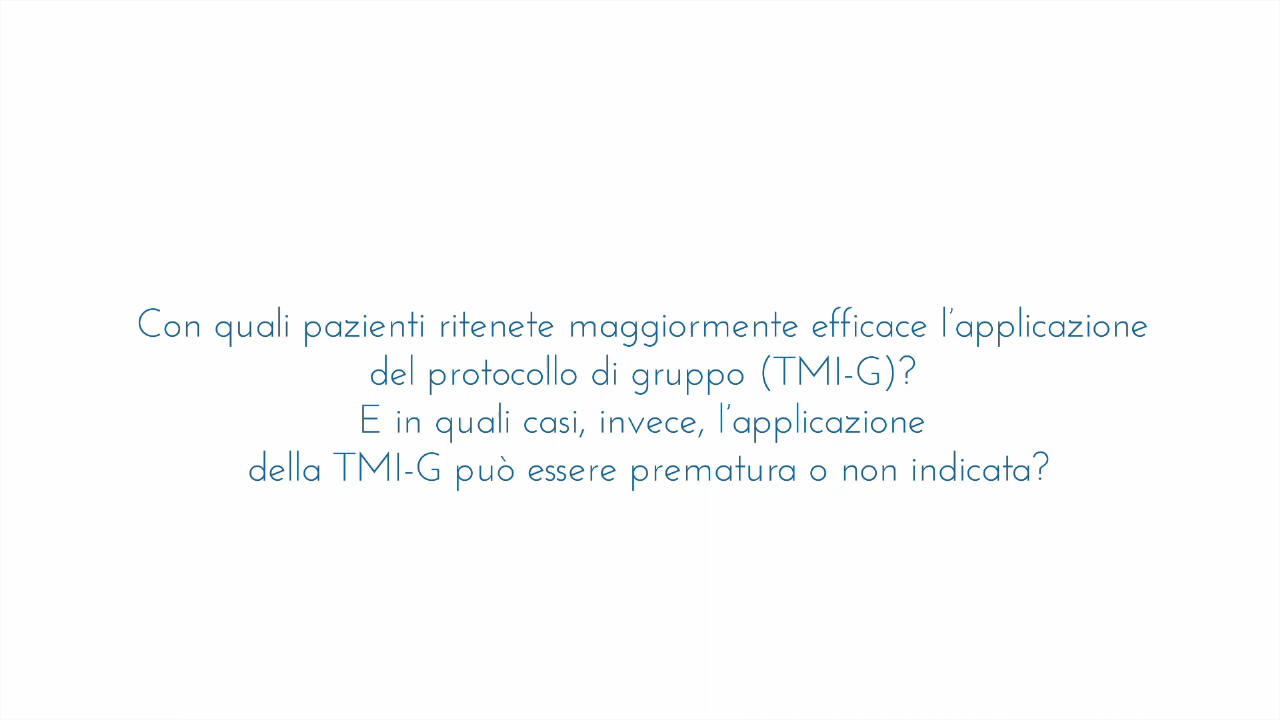 Con quali pazienti ritenete maggiormente efficace l'applicazione
del protocollo di gruppo (TMI-G)?
E in quali casi, invece, l'applicazione
della TMI-G può essere prematura o non indicata?